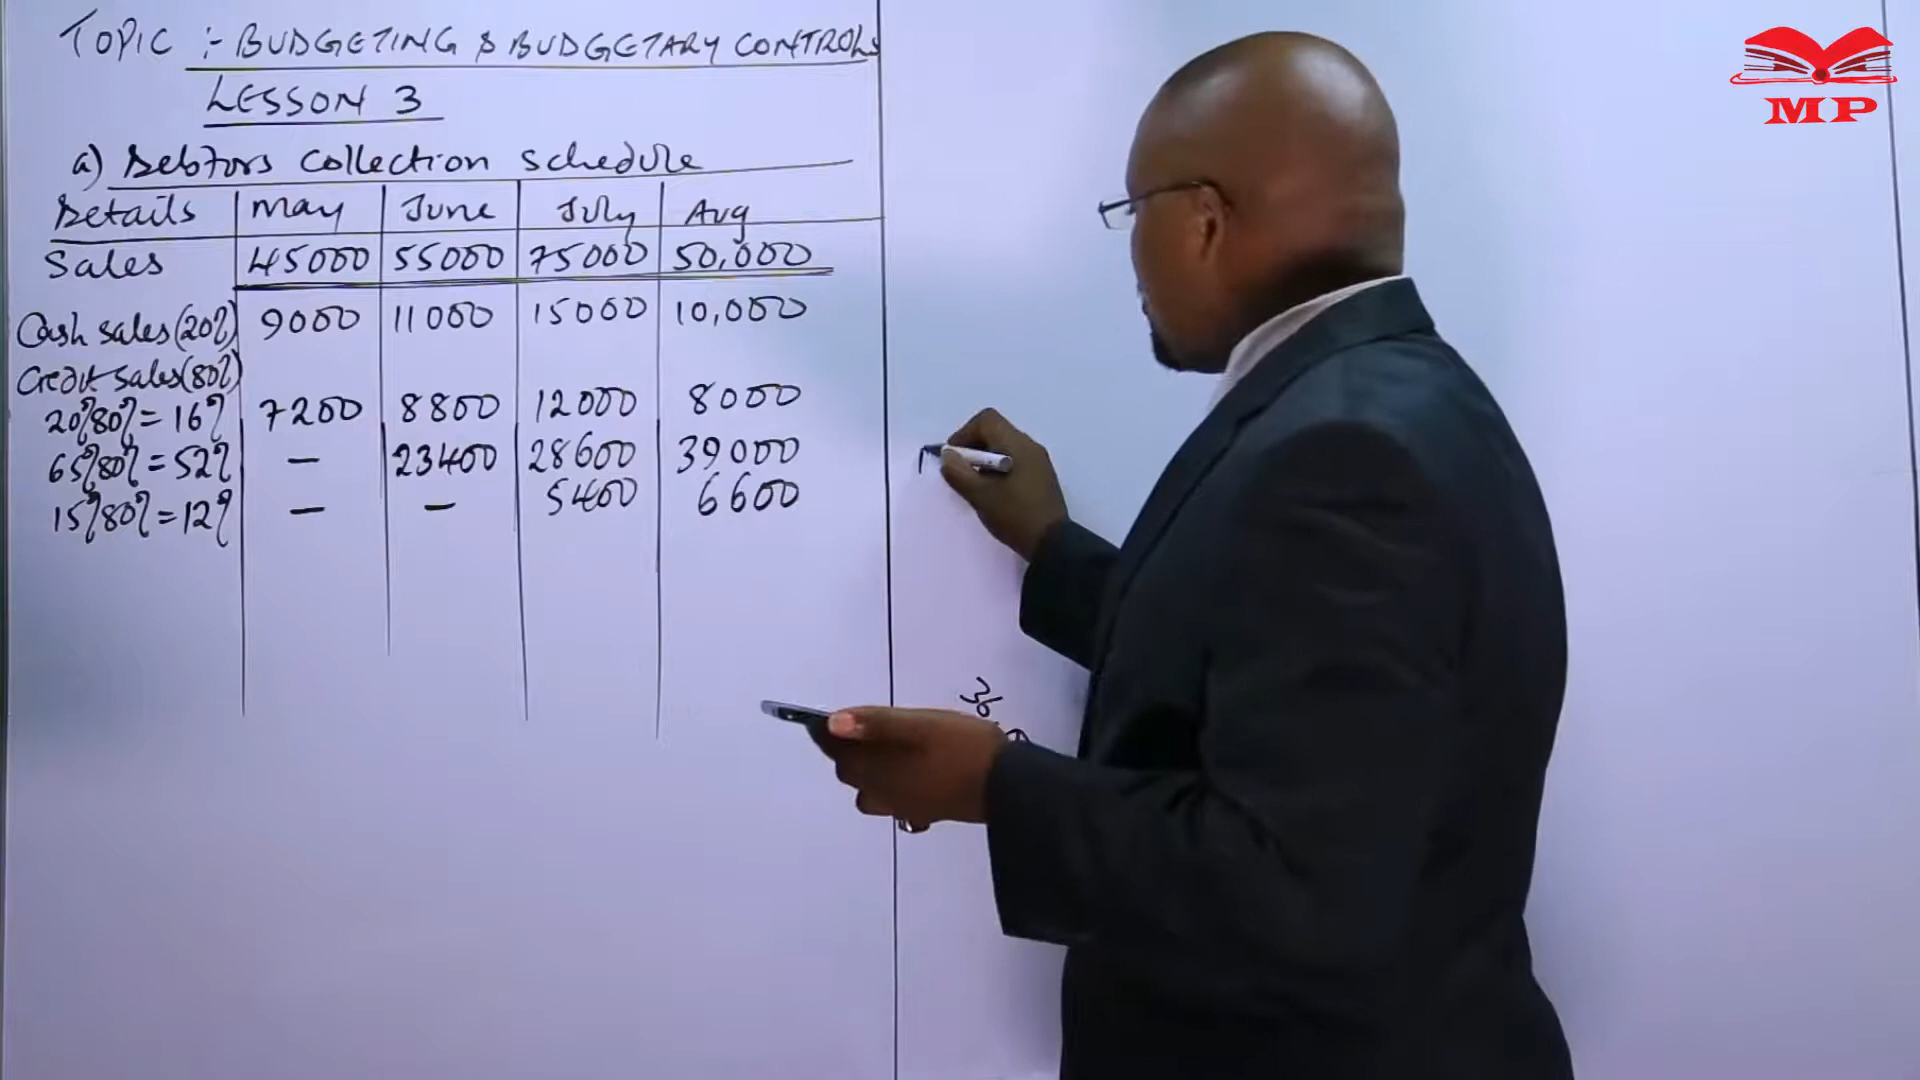 TOPIC :- BUDGETING & BUDGETARY CONTROLS
LESSON 3
a) Debtors collection schedule
Details May June July Aug
Sales 45000 55000 75000 50,000
Cash sales (20%) 9000 11000 15000 10,000
Credit sales (80%)
20% 80% = 16% 7200 8800 12000 8000
65% 80% = 52% — 23400 28600 39000
15% 80% = 12% — — 5400 6600
36
MP